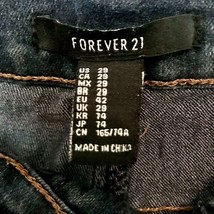 FOREVER 21
US 29
CA 29
MX 29
BR 29
EU 42
UK 29
KR 74
JP 74
CN 165/74A
MADE IN CHINA